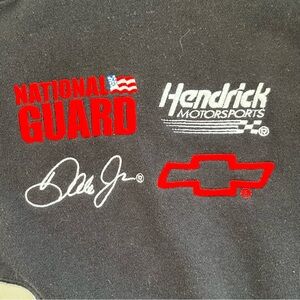 NATIONAL
GUARD
Hendrick
MOTORSPORTS
®
Dale Jr ®
®